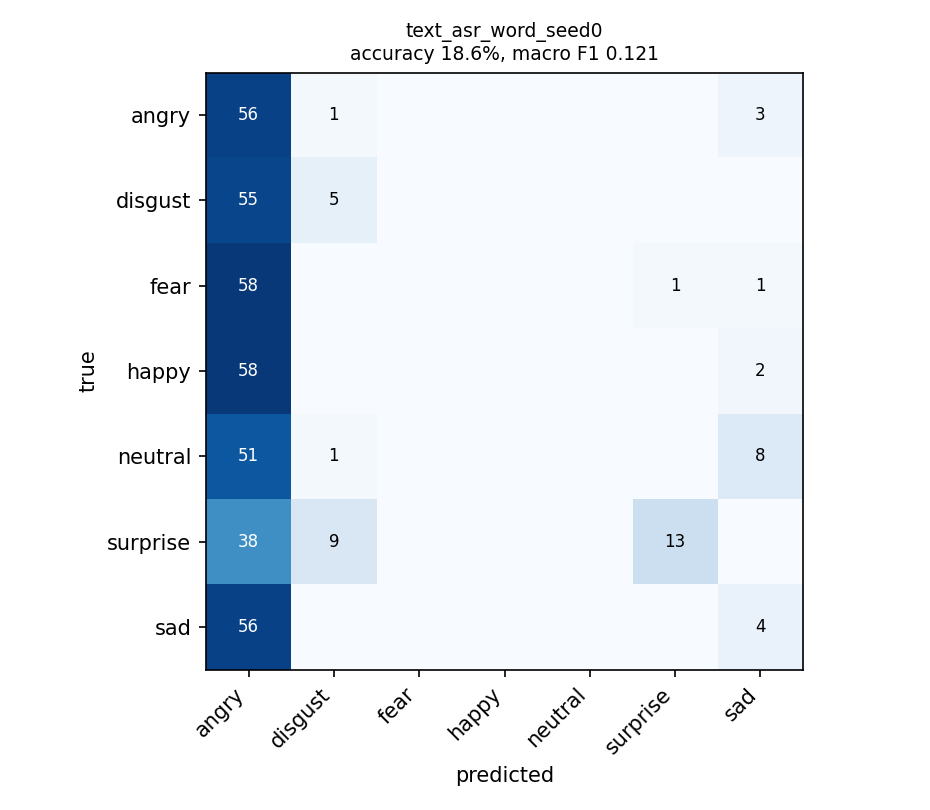 text_asr_word_seed0
accuracy 18.6%, macro F1 0.121
angry 56 1 3
disgust 55 5
fear 58 1 1
happy 58 2
neutral 51 1 8
surprise 38 9 13
sad 56 4
true
angry disgust fear happy neutral surprise sad
predicted